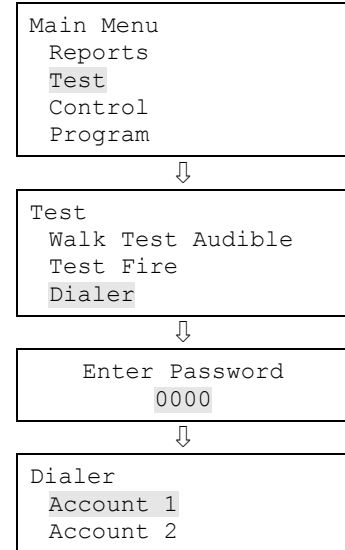 Main Menu
Reports
Test
Control
Program
⇩
Test
Walk Test Audible
Test Fire
Dialer
⇩
Enter Password
0000
⇩
Dialer
Account 1
Account 2